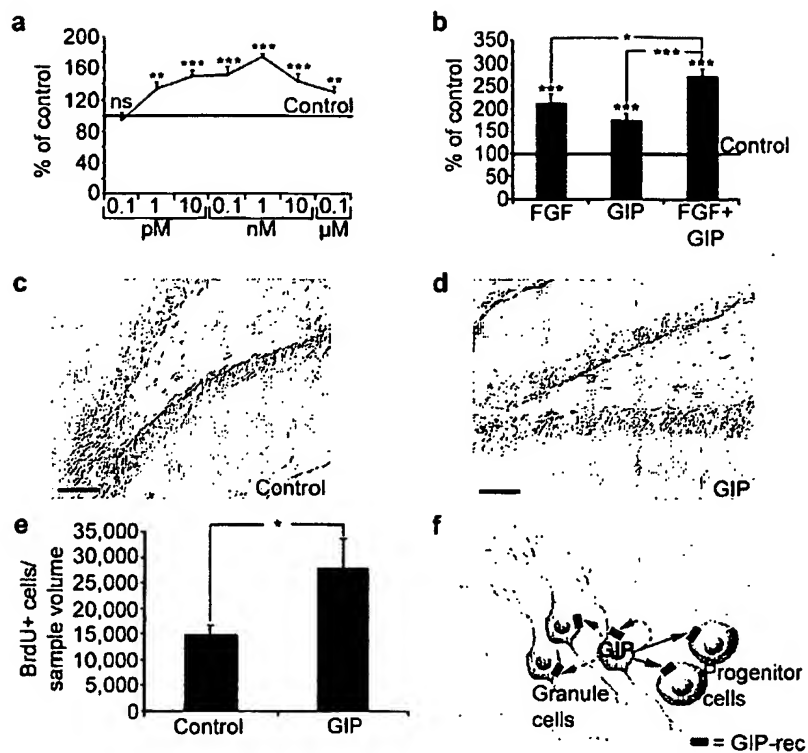 a
% of control
200
160
120
80
40
0
ns
**
***
***
***
***
**
Control
0.1 1 10 0.1 1 10 0.1
pM nM µM
b
% of control
350
300
250
200
150
100
50
0
*
***
***
***
***
Control
FGF GIP FGF+
GIP
c
Control
d
GIP
e
BrdU+ cells/
sample volume
35,000
30,000
25,000
20,000
15,000
10,000
5,000
0
*
Control GIP
f
GIP
Granule
cells
Progenitor
cells
= GIP-rec